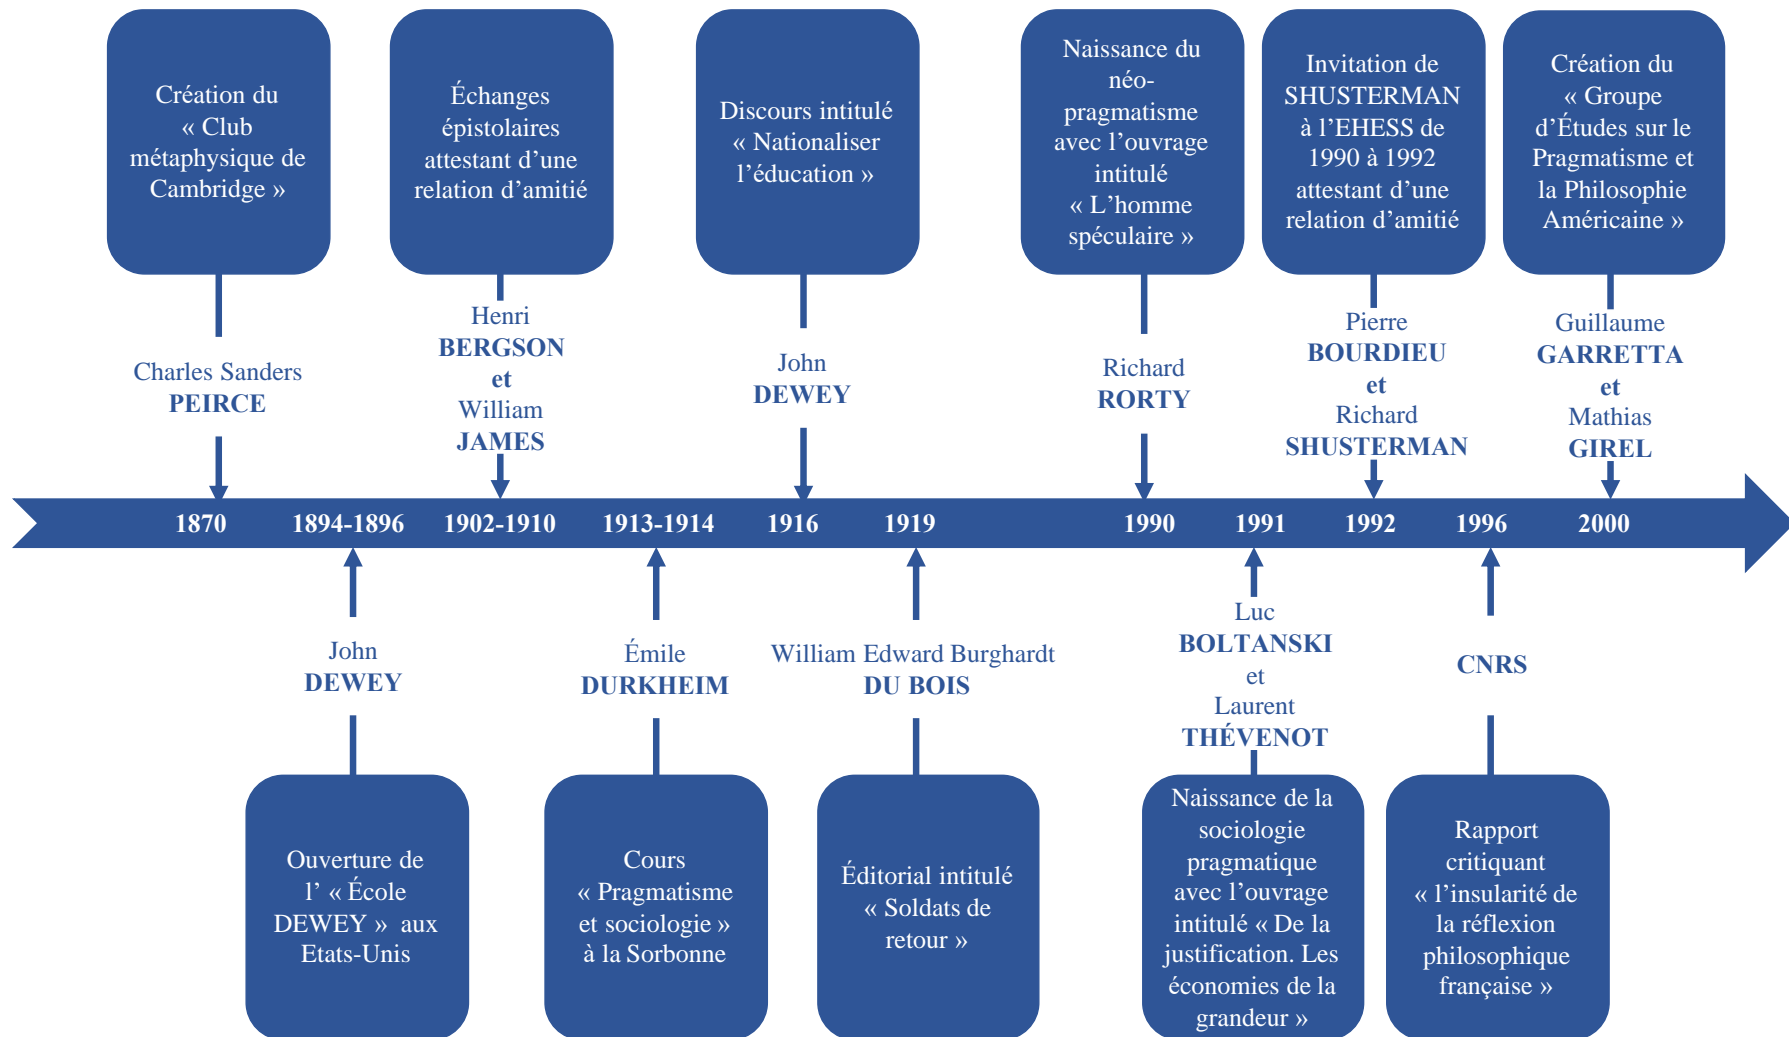 Création du
« Club
métaphysique de
Cambridge »
Échanges
épistolaires
attestant d’une
relation d’amitié
Discours intitulé
« Nationaliser
l’éducation »
Naissance du
néo-
pragmatisme
avec l’ouvrage
intitulé
« L’homme
spéculaire »
Invitation de
SHUSTERMAN
à l’EHESS de
1990 à 1992
attestant d’une
relation d’amitié
Création du
« Groupe
d’Études sur le
Pragmatisme et
la Philosophie
Américaine »
Charles Sanders
PEIRCE
Henri
BERGSON
et
William
JAMES
John
DEWEY
Richard
RORTY
Pierre
BOURDIEU
et
Richard
SHUSTERMAN
Guillaume
GARRETTA
et
Mathias
GIREL
1870 1894-1896 1902-1910 1913-1914 1916 1919 1990 1991 1992 1996 2000
John
DEWEY
Émile
DURKHEIM
William Edward Burghardt
DU BOIS
Luc
BOLTANSKI
et
Laurent
THÉVENOT
CNRS
Ouverture de
l’ « École
DEWEY » aux
Etats-Unis
Cours
« Pragmatisme
et sociologie »
à la Sorbonne
Éditorial intitulé
« Soldats de
retour »
Naissance de la
sociologie
pragmatique
avec l’ouvrage
intitulé « De la
justification. Les
économies de la
grandeur »
Rapport
critiquant
« l’insularité de
la réflexion
philosophique
française »